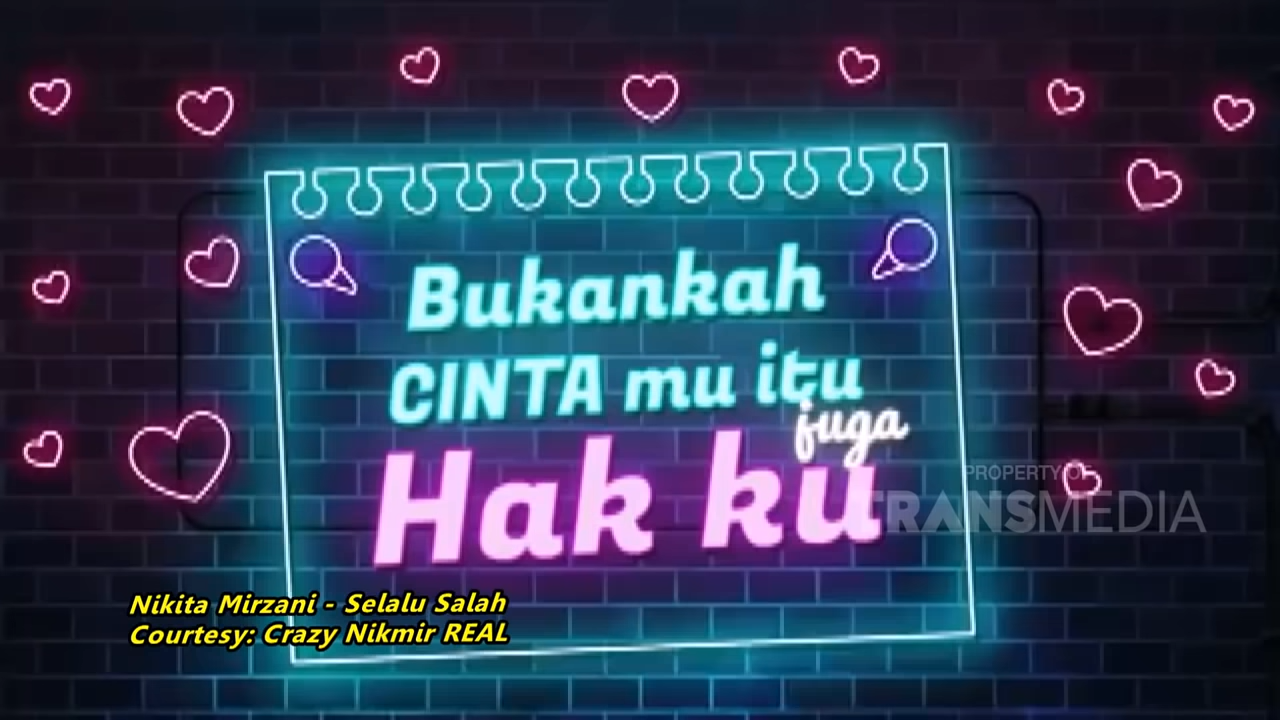 Bukankah
CINTA mu itu
juga
Hak ku
PROPERTY OF
TRANSMEDIA
Nikita Mirzani - Selalu Salah
Courtesy: Crazy Nikmir REAL